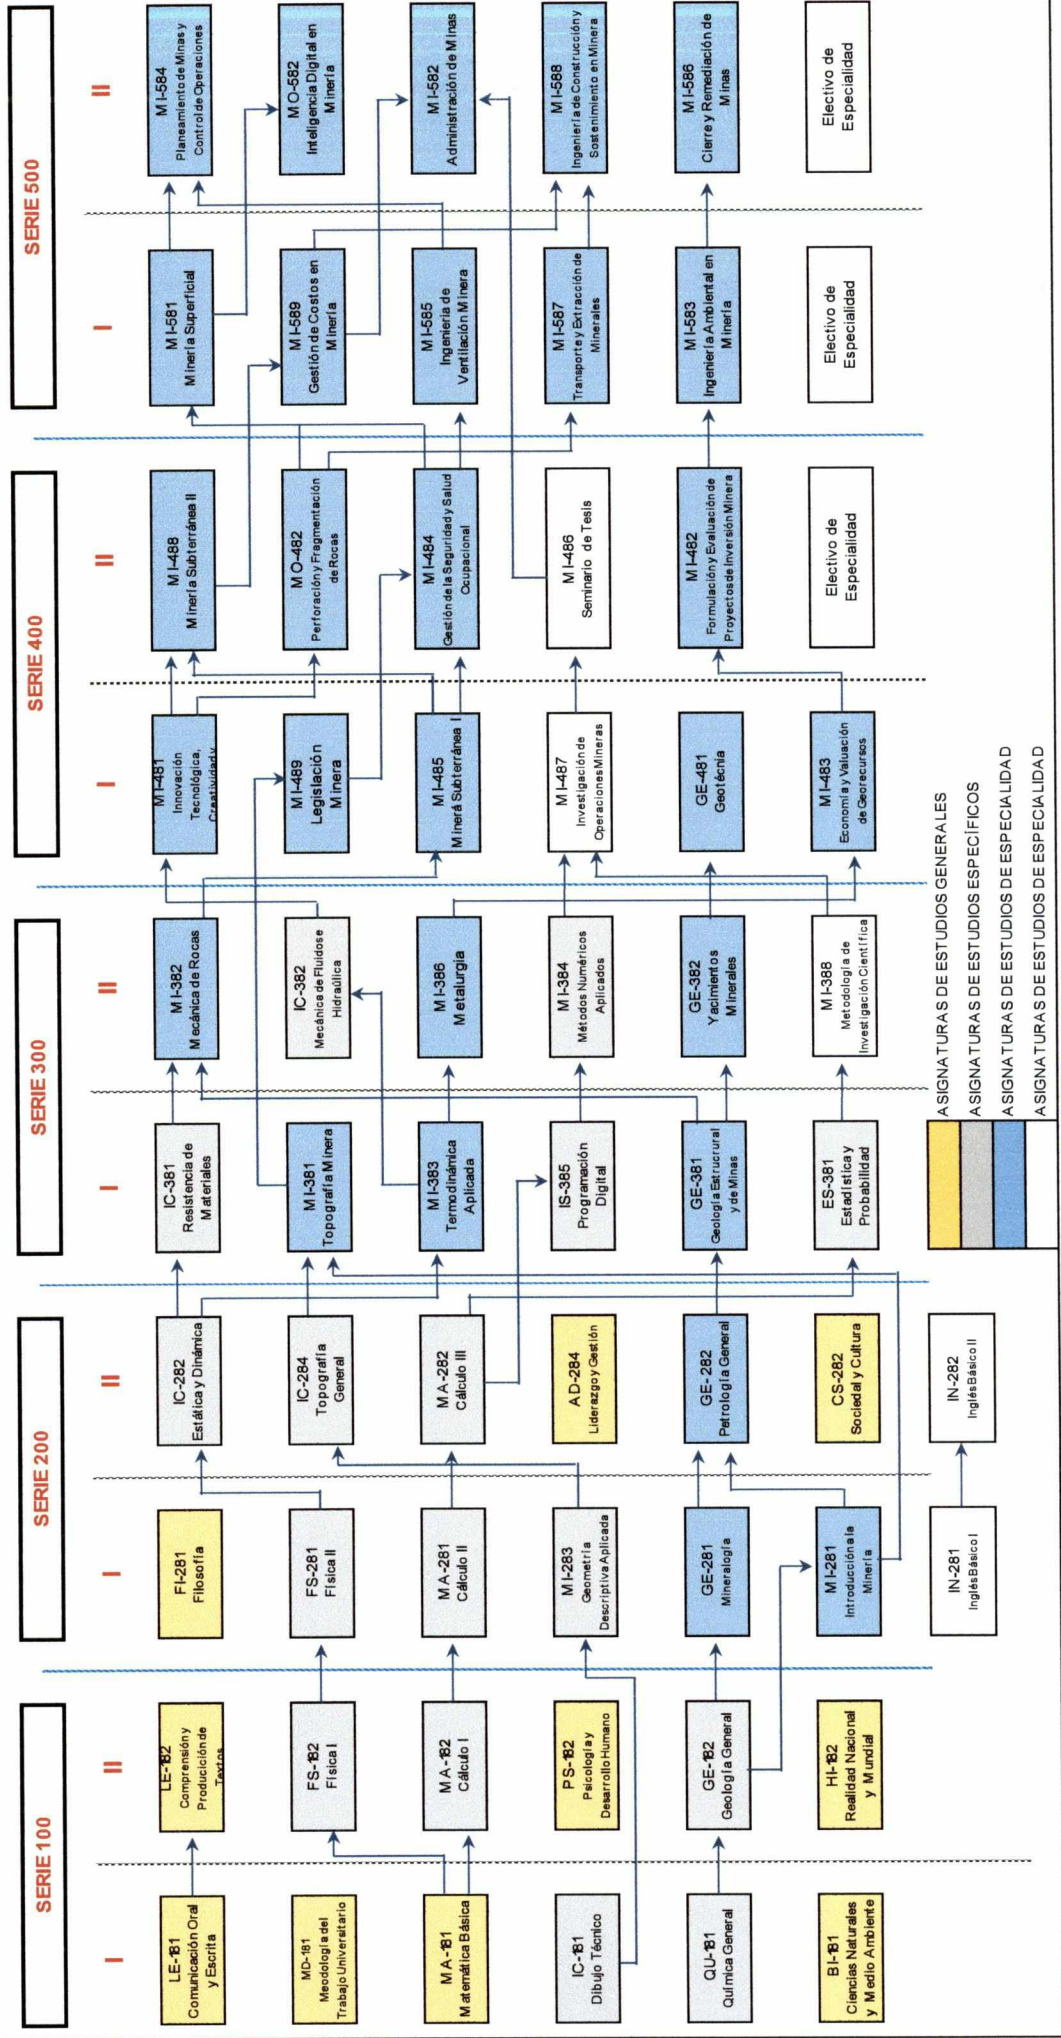 SERIE 100
SERIE 200
SERIE 300
SERIE 400
SERIE 500
I
II
I
II
I
II
I
II
I
II
LE-181
Comunicación Oral
y Escrita
MD-181
Meodología del
Trabajo Universitario
MA-181
Matemática Básica
IC-181
Dibujo Técnico
QU-181
Química General
BI-181
Ciencias Naturales
y Medio Ambiente
LE-182
Comprensión y
Producición de
Textos
FS-182
Física I
MA-182
Cálculo I
PS-182
Psicología y
Desarrollo Humano
GE-182
Geología General
HI-182
Realidad Nacional
y Mundial
FI-281
Filosofía
FS-281
Física II
MA-281
Cálculo II
MI-283
Geometría
Descriptiva Aplicada
GE-281
Mineralogía
MI-281
Introducción a la
Minería
IN-281
Inglés Básico I
IC-282
Estática y Dinámica
IC-284
Topografía
General
MA-282
Cálculo III
AD-284
Liderazgo y Gestión
GE-282
Petrología General
CS-282
Sociedad y Cultura
IN-282
Inglés Básico II
IC-381
Resistencia de
Materiales
MI-381
Topografía Minera
MI-383
Termodinámica
Aplicada
IS-385
Programación
Digital
GE-381
Geología Estrucrural
y de Minas
ES-381
Estadística y
Probabilidad
MI-382
Mecánica de Rocas
IC-382
Mecánica de Fluidos e
Hidraúlica
MI-386
Metalurgia
MI-384
Métodos Numéricos
Aplicados
GE-382
Yacimientos
Minerales
MI-388
Metodología de
Investigación Científica
MI-481
Innovación
Tecnológica,
Creatividad y
MI-489
Legislación
Minera
MI-485
Minerá Subterránea I
MI-487
Investigación de
Operaciones Mineras
GE-481
Geotécnia
MI-483
Economía y Valuación
de Georecursos
MI-488
Minería Subterránea II
MO-482
Perforación y Fragmentación
de Rocas
MI-484
Gestión de la Seguridad y Salud
Ocupacional
MI-486
Seminario de Tesis
MI-482
Formulación y Evaluación de
Proyectos de Inversión Minera
Electivo de
Especialidad
MI-581
Minería Superficial
MI-589
Gestión de Costos en
Minería
MI-585
Ingeniería de
Ventilación Minera
MI-587
Transporte y Extracción de
Minerales
MI-583
Ingeniería Ambiental en
Minería
Electivo de
Especialidad
MI-584
Planeamiento de Minas y
Control de Operaciones
MO-582
Inteligencia Digital en
Minería
MI-582
Administración de Minas
MI-588
Ingeniería de Construcción y
Sostenimiento en Minera
MI-586
Cierre y Remediación de
Minas
Electivo de
Especialidad
ASIGNATURAS DE ESTUDIOS GENERALES
ASIGNATURAS DE ESTUDIOS ESPECÍFICOS
ASIGNATURAS DE ESTUDIOS DE ESPECIALIDAD
ASIGNATURAS DE ESTUDIOS DE ESPECIALIDAD